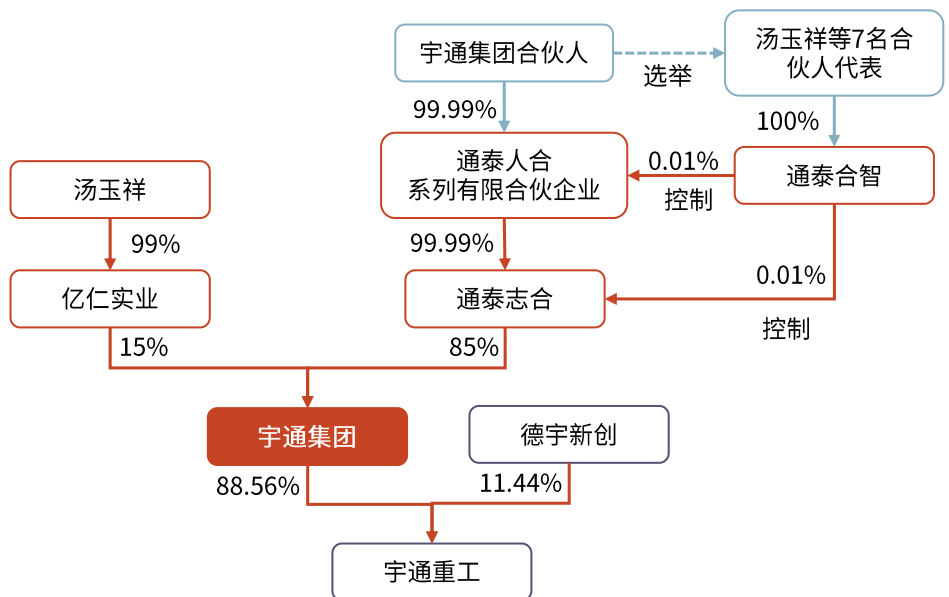 宇通集团合伙人
选举
汤玉祥等7名合
伙人代表
99.99%
100%
汤玉祥
通泰人合
系列有限合伙企业
0.01%
控制
通泰合智
99%
99.99%
亿仁实业
通泰志合
0.01%
控制
15%
85%
宇通集团
德宇新创
88.56%
11.44%
宇通重工